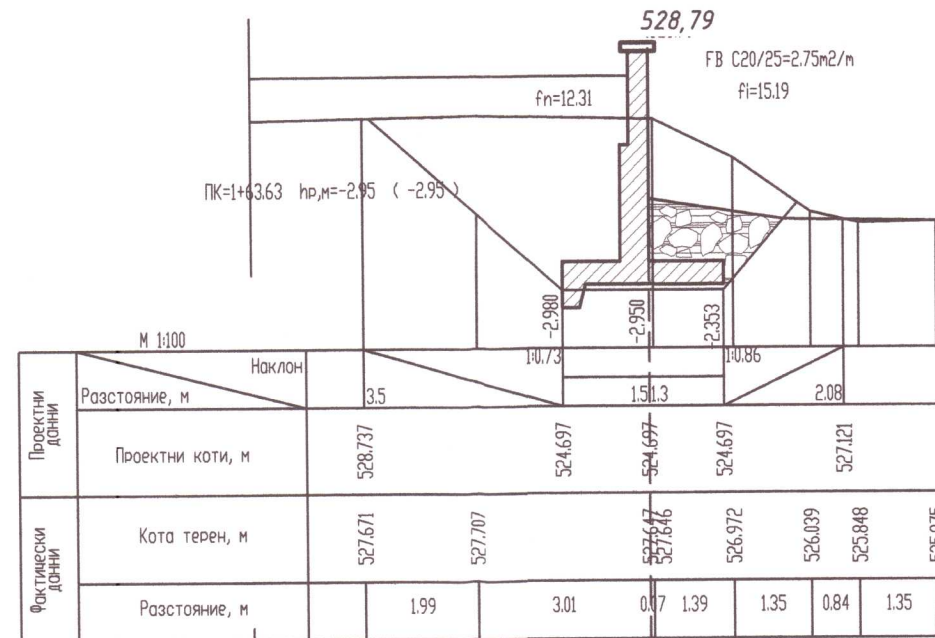 528,79
FB C20/25=2.75m2/m
fi=15.19
fn=12.31
ПК=1+63.63 hp,м=-2.95 ( -2.95 )
-2.980
-2.950
-2.353
М 1:100
Наклон
1:0.73
1:0.86
Проектни данни
Разстояние, м
3.5
1.5
1.3
2.08
Проектни коти, м
528.737
524.697
524.697
524.697
527.121
Фактически данни
Кота терен, м
527.671
527.707
527.647
527.646
526.972
526.039
525.848
Разстояние, м
1.99
3.01
0.07
1.39
1.35
0.84
1.35